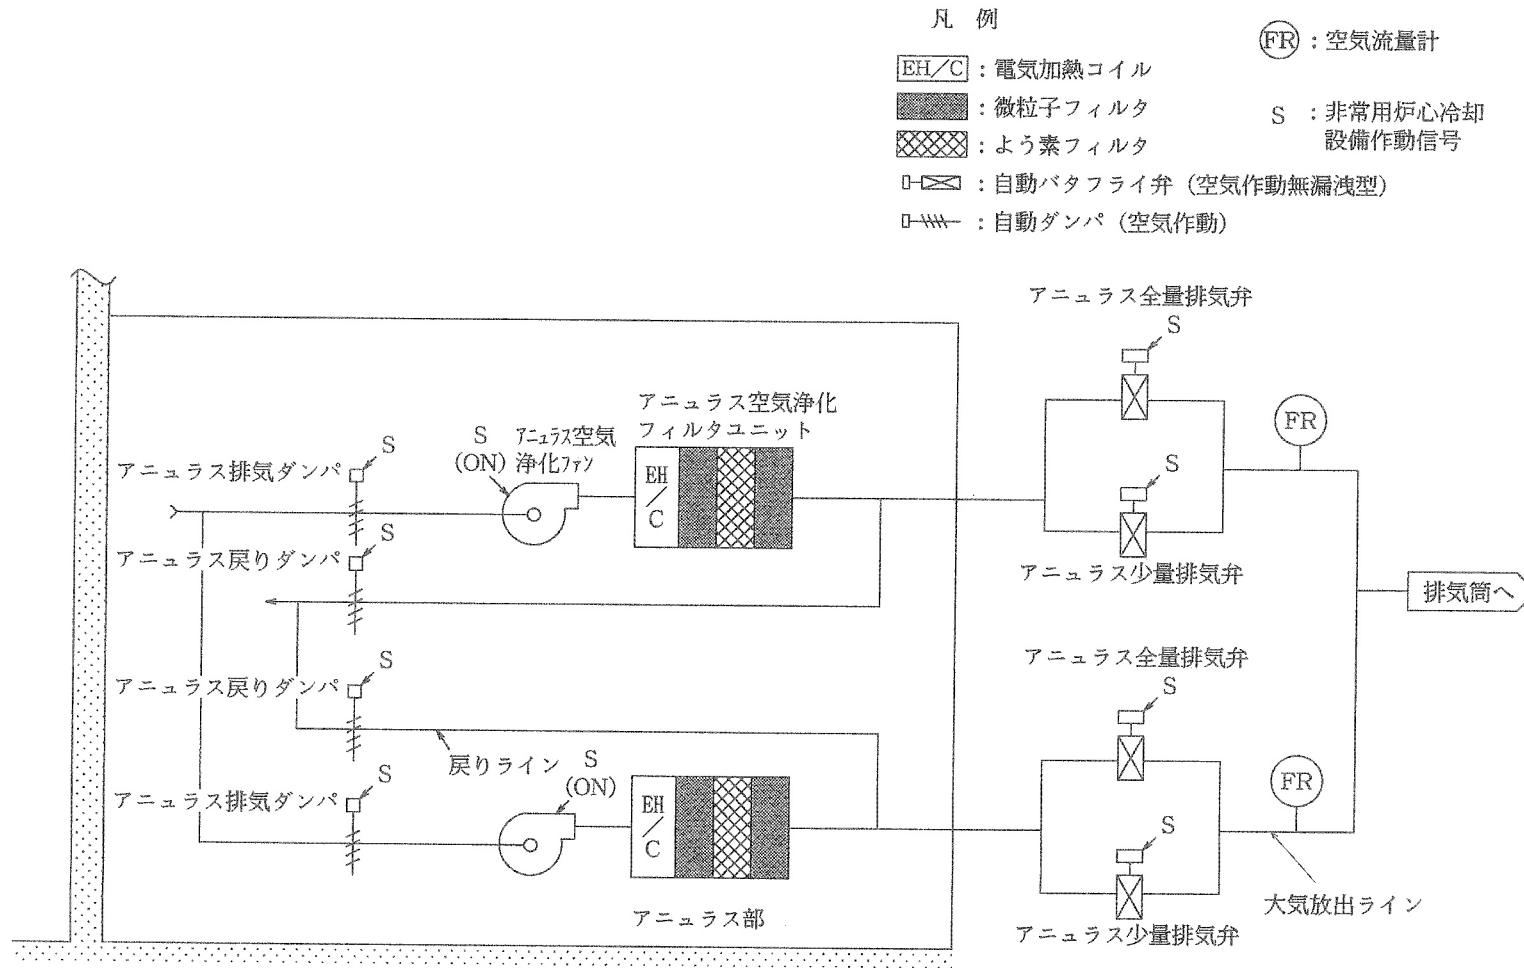 凡 例
EH/C:電気加熱コイル
:微粒子フィルタ
:よう素フィルタ
:自動バタフライ弁(空気作動無漏洩型)
:自動ダンパ(空気作動)
FR:空気流量計
S:非常用炉心冷却
設備作動信号
アニュラス全量排気弁
S
FR
S
アニュラス少量排気弁
アニュラス空気浄化
フィルタユニット
S
(ON)
アニュラス空気
浄化ファン
EH
/
C
アニュラス排気ダンパ
S
アニュラス戻りダンパ
S
排気筒へ
アニュラス戻りダンパ
S
戻りライン
アニュラス排気ダンパ
S
S
(ON)
EH
/
C
アニュラス部
アニュラス全量排気弁
S
FR
S
アニュラス少量排気弁
大気放出ライン